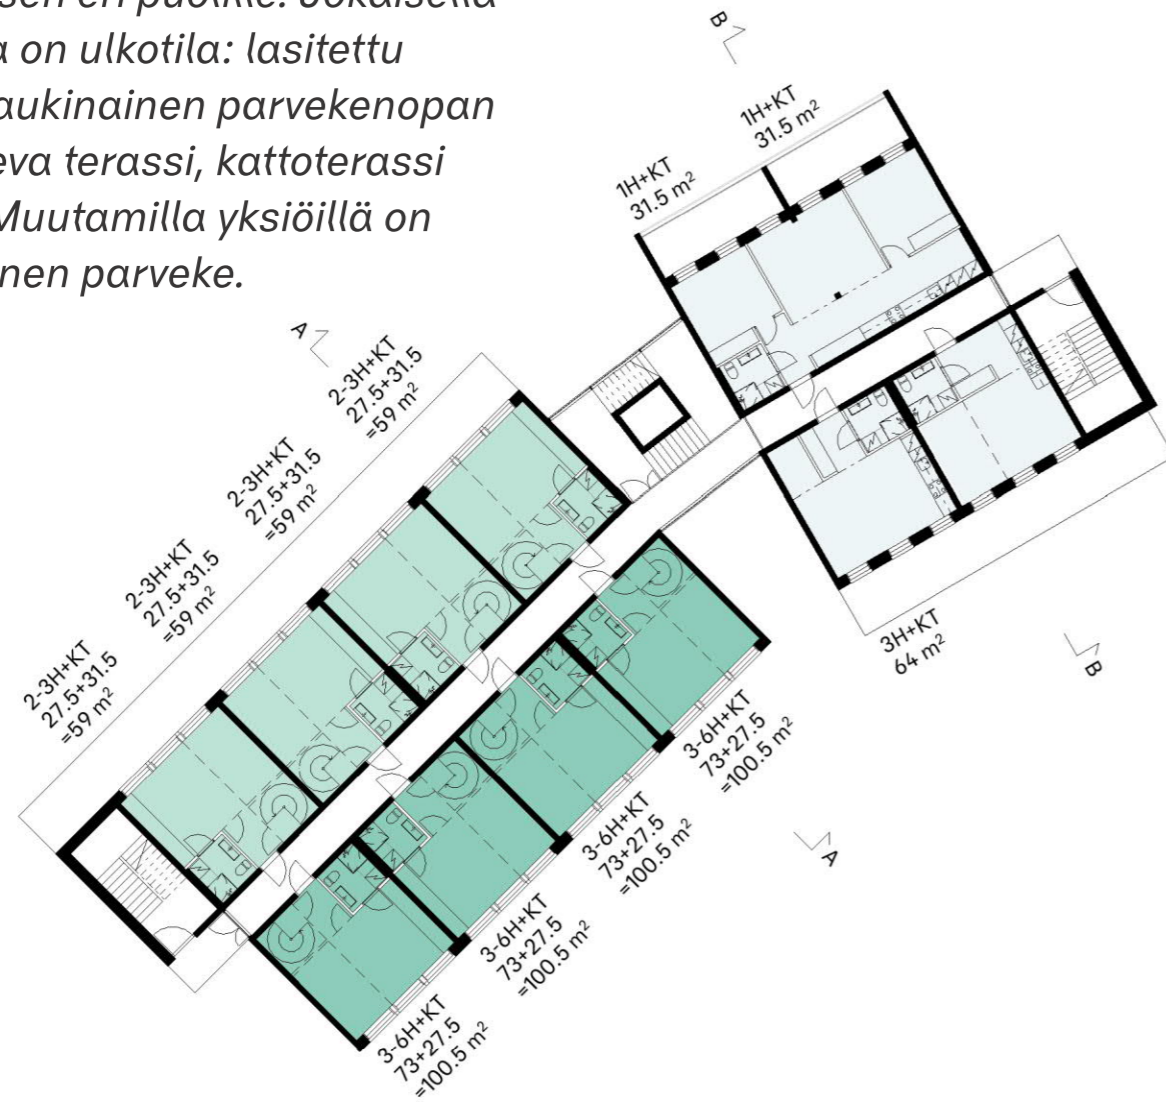 sen eri puolille. Jokaisella
a on ulkotila: lasitettu
aukinainen parvekenopan
eva terassi, kattoterassi
Muutamilla yksiöillä on
nen parveke.
B
1H+KT
31.5 m²
1H+KT
31.5 m²
A
2-3H+KT
27.5+31.5
=59 m²
2-3H+KT
27.5+31.5
=59 m²
2-3H+KT
27.5+31.5
=59 m²
2-3H+KT
27.5+31.5
=59 m²
3H+KT
64 m²
B
3-6H+KT
73+27.5
=100.5 m²
A
3-6H+KT
73+27.5
=100.5 m²
3-6H+KT
73+27.5
=100.5 m²
3-6H+KT
73+27.5
=100.5 m²